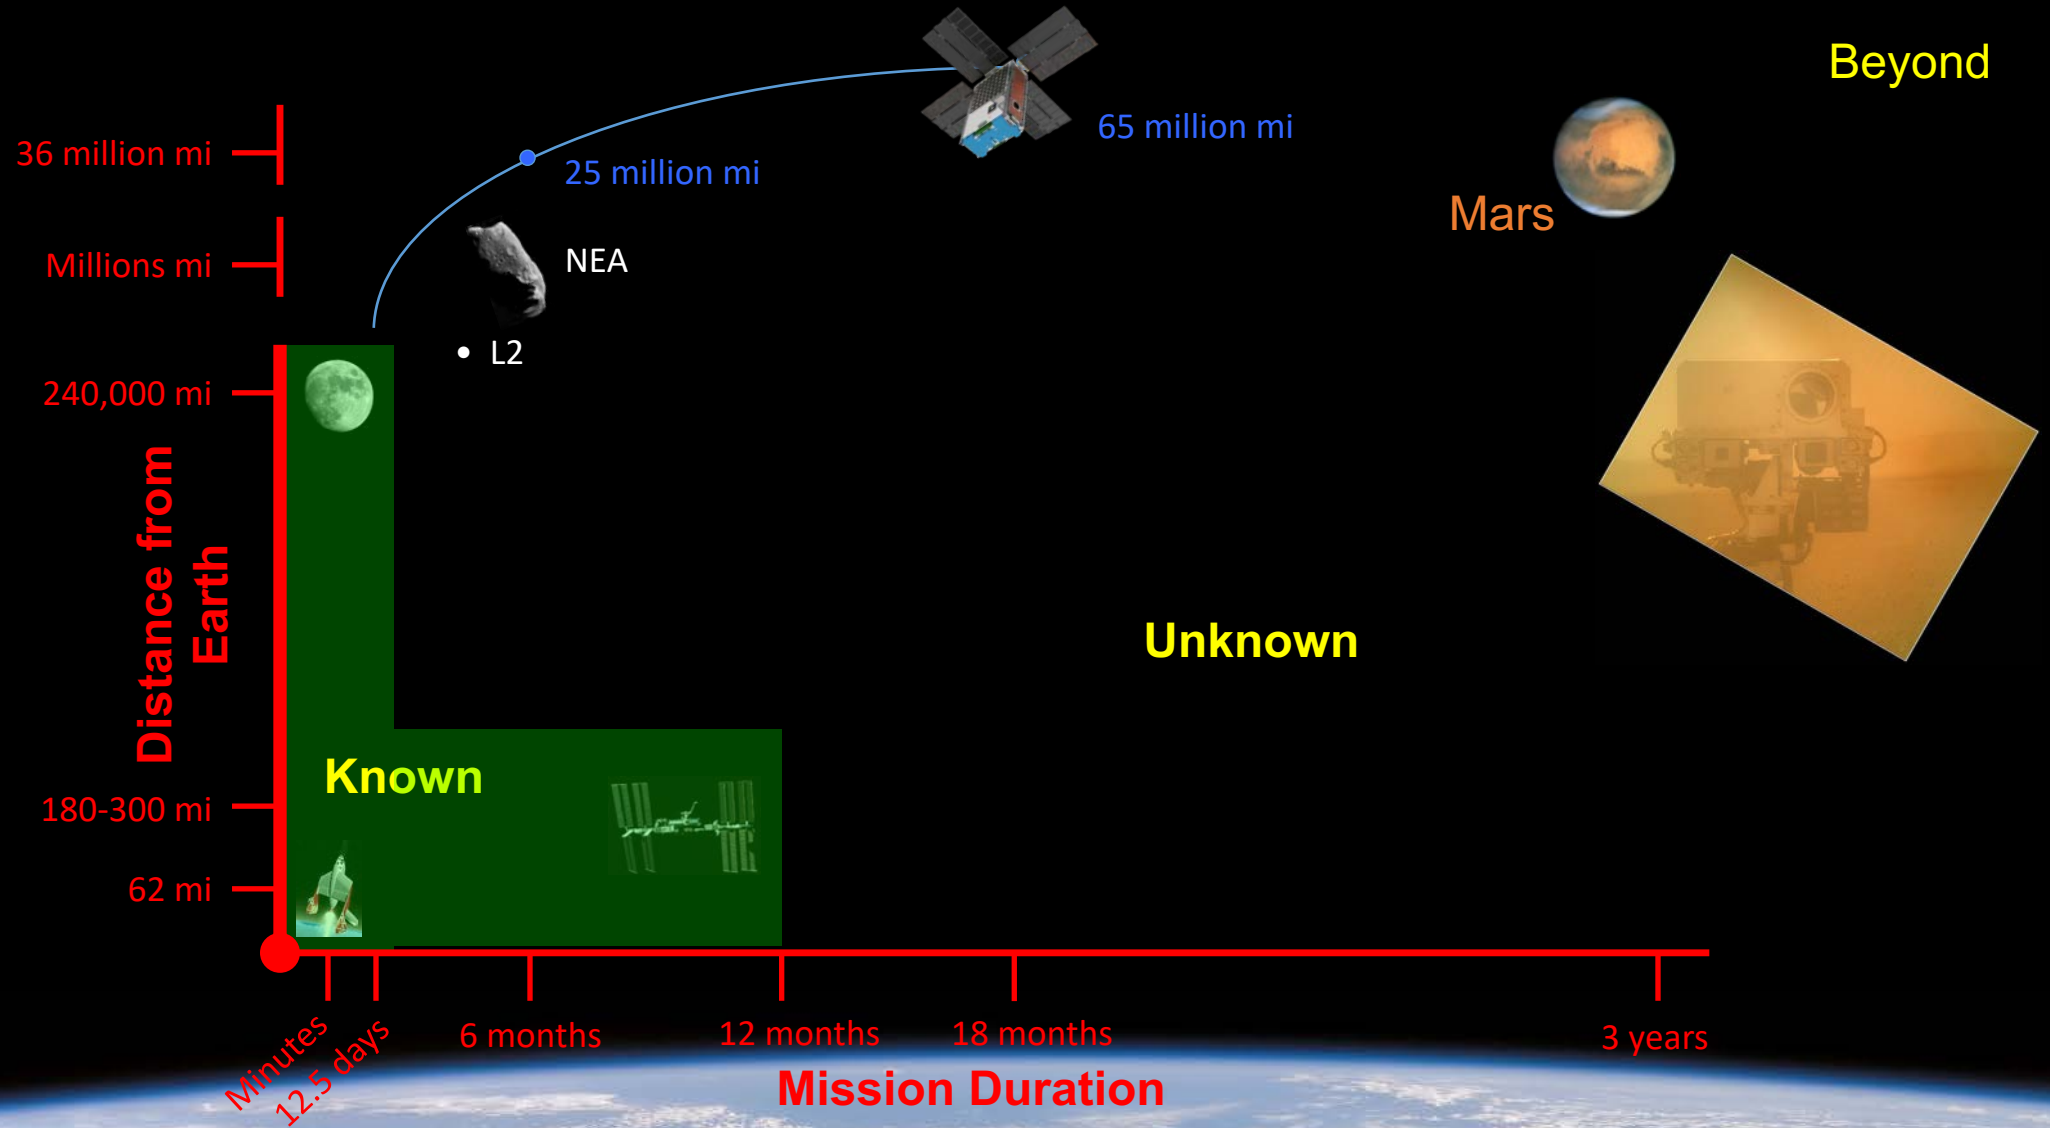 Beyond
65 million mi
36 million mi
25 million mi
Mars
Millions mi
NEA
• L2
240,000 mi
Distance from
Earth
Unknown
Known
180-300 mi
62 mi
Minutes
12.5 days
6 months
12 months
18 months
3 years
Mission Duration